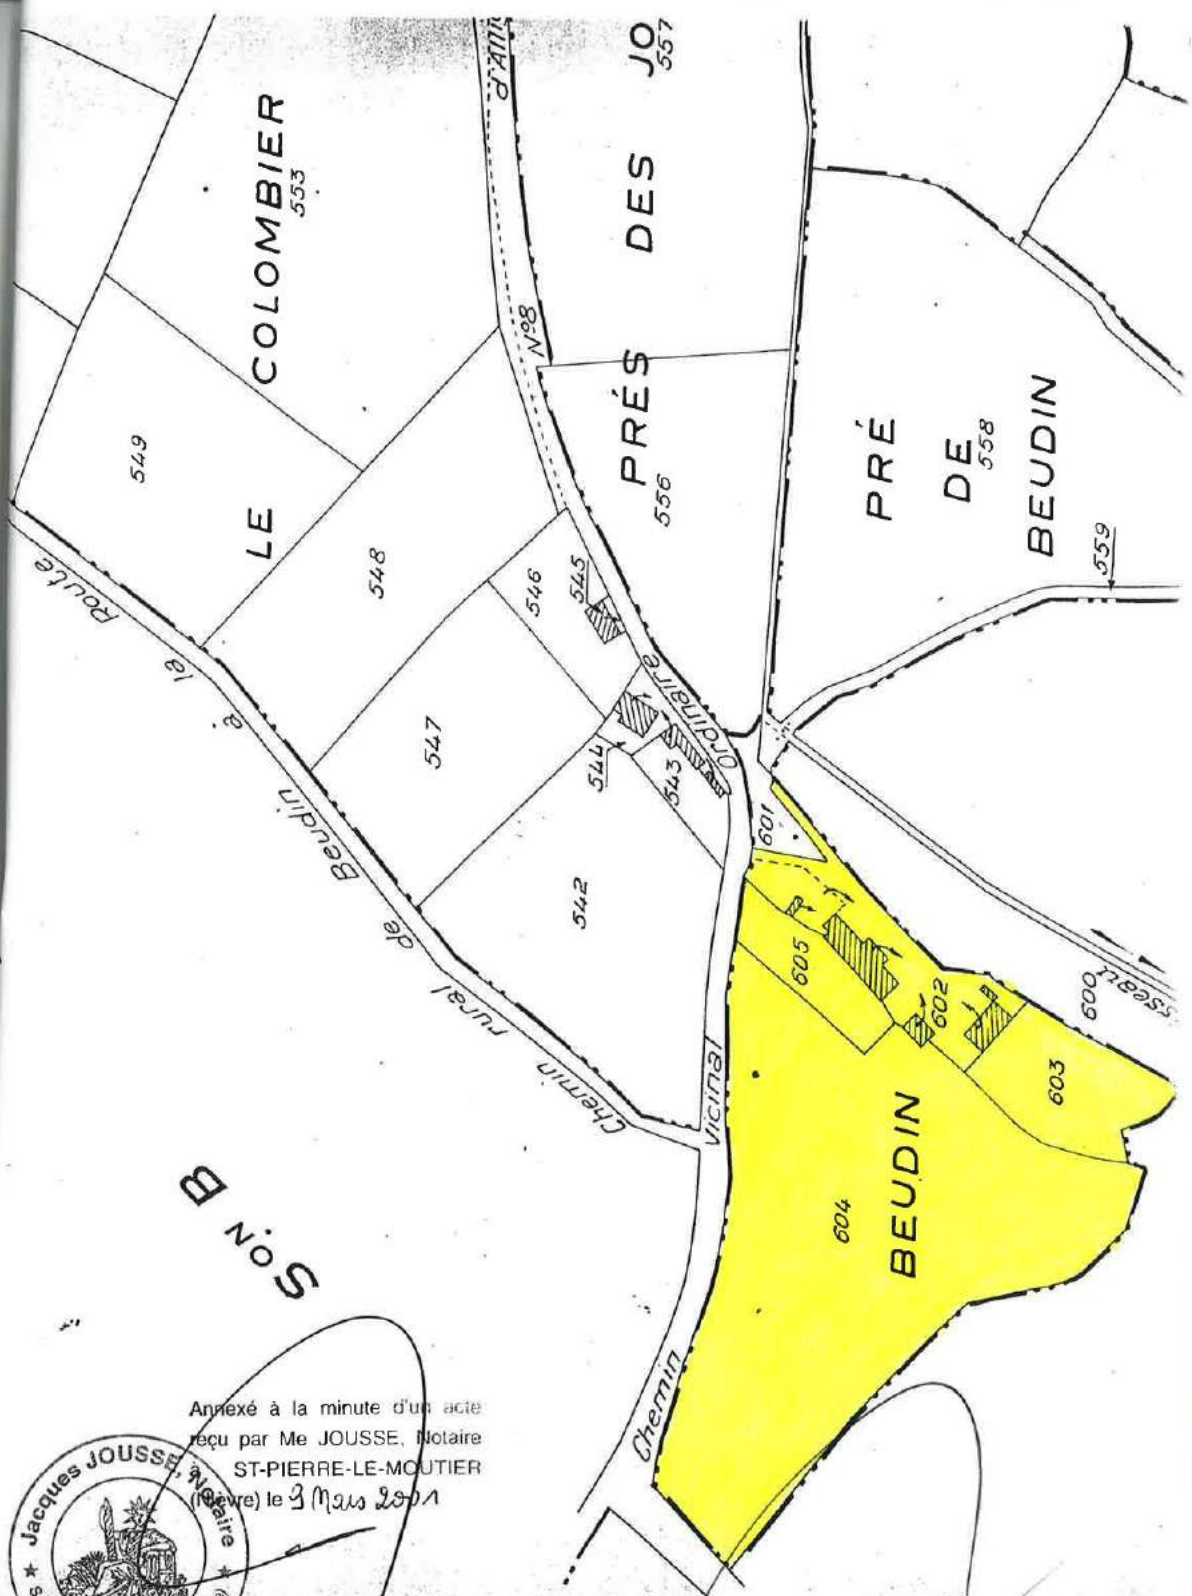 LE COLOMBIER
553
549
548
547
546
545
544
543
542
PRÉS DES JO
557
556
PRÉ
DE
BEUDIN
558
559
Chemin rural de Beudin à la Route
Chemin Vicinal Ordinaire N°8
601
605
602
603
604
600
BEUDIN
SON B
Annexé à la minute d'un acte
reçu par Me JOUSSE, Notaire
à ST-PIERRE-LE-MOUTIER
(Nièvre) le 9 Mars 2001
Jacques JOUSSE, Notaire